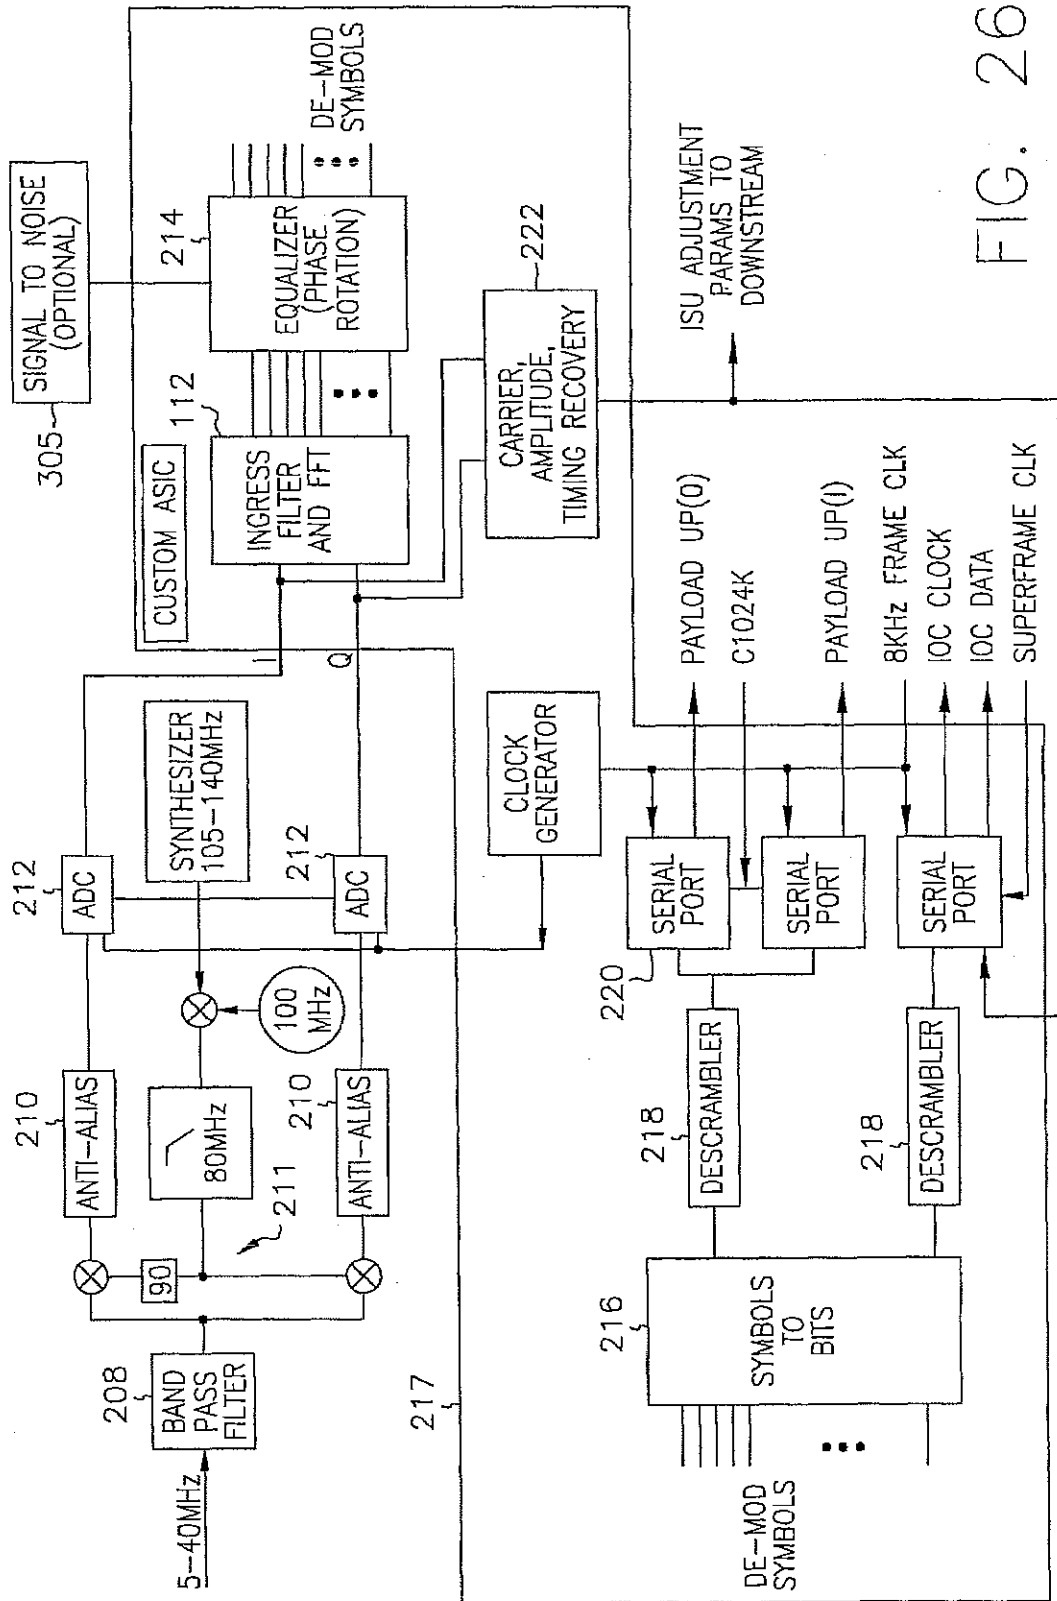 5-40MHz
208
BAND
PASS
FILTER
90
211
210
ANTI-ALIAS
80MHz
210
ANTI-ALIAS
100
MHz
212
ADC
SYNTHESIZER
105-140MHz
212
ADC
I
Q
217
CUSTOM ASIC
112
INGRESS
FILTER
AND FFT
214
EQUALIZER
(PHASE
ROTATION)
305
SIGNAL TO NOISE
(OPTIONAL)
DE-MOD
SYMBOLS
222
CARRIER,
AMPLITUDE,
TIMING RECOVERY
ISU ADJUSTMENT
PARAMS TO
DOWNSTREAM
CLOCK
GENERATOR
DE-MOD
SYMBOLS
216
SYMBOLS
TO
BITS
218
DESCRAMBLER
218
DESCRAMBLER
220
SERIAL
PORT
SERIAL
PORT
SERIAL
PORT
PAYLOAD UP(0)
C1024K
PAYLOAD UP(1)
8KHz FRAME CLK
IOC CLOCK
IOC DATA
SUPERFRAME CLK
FIG. 26